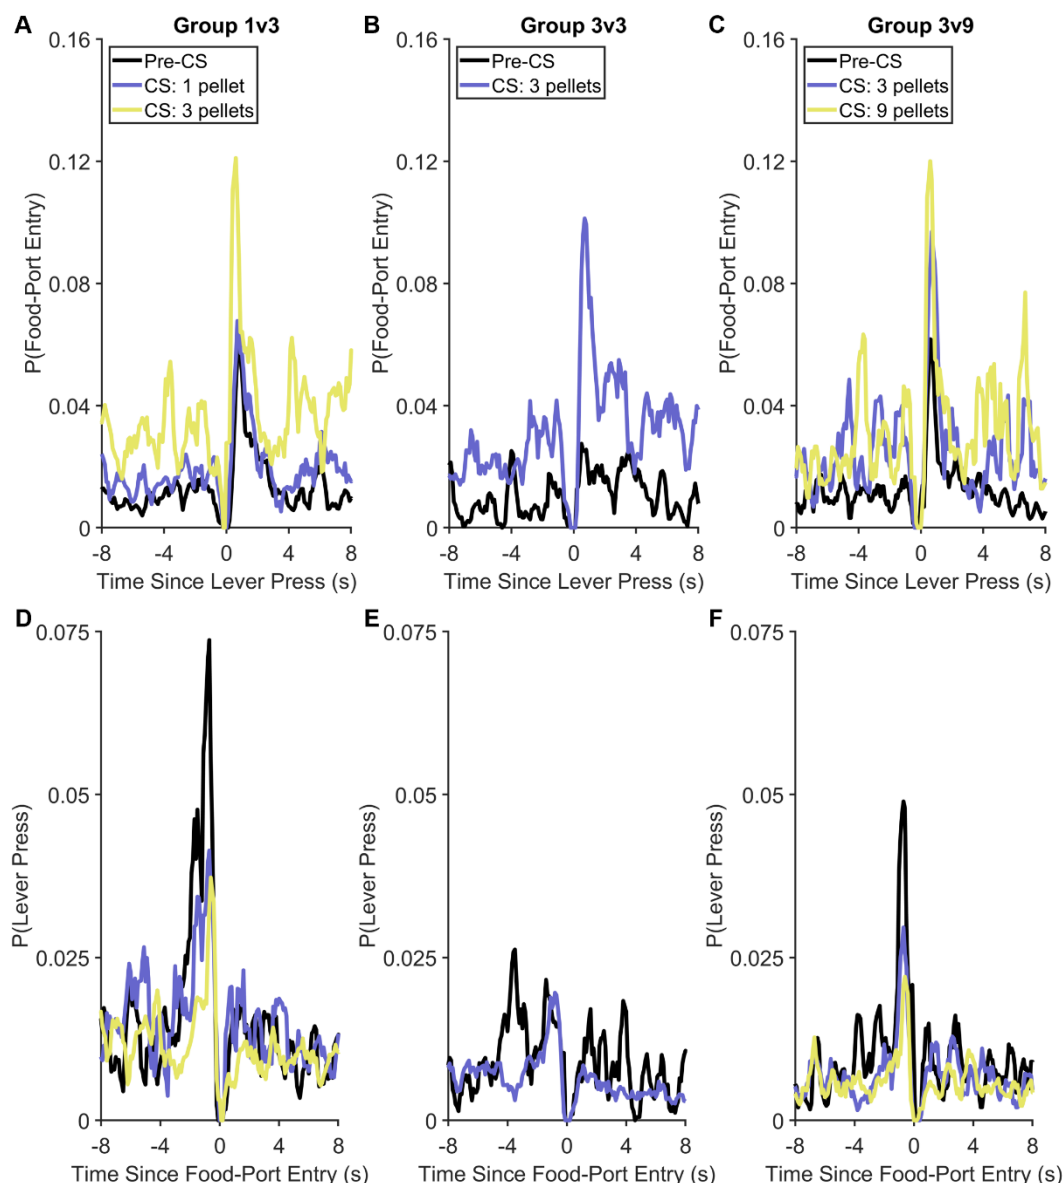 A
Group 1v3
0.16
Pre-CS
CS: 1 pellet
CS: 3 pellets
0.12
0.08
0.04
0
P(Food-Port Entry)
-8
-4
0
4
8
Time Since Lever Press (s)
B
Group 3v3
0.16
Pre-CS
CS: 3 pellets
0.12
0.08
0.04
0
P(Food-Port Entry)
-8
-4
0
4
8
Time Since Lever Press (s)
C
Group 3v9
0.16
Pre-CS
CS: 3 pellets
CS: 9 pellets
0.12
0.08
0.04
0
P(Food-Port Entry)
-8
-4
0
4
8
Time Since Lever Press (s)
D
0.075
0.05
0.025
0
P(Lever Press)
-8
-4
0
4
8
Time Since Food-Port Entry (s)
E
0.075
0.05
0.025
0
P(Lever Press)
-8
-4
0
4
8
Time Since Food-Port Entry (s)
F
0.075
0.05
0.025
0
P(Lever Press)
-8
-4
0
4
8
Time Since Food-Port Entry (s)